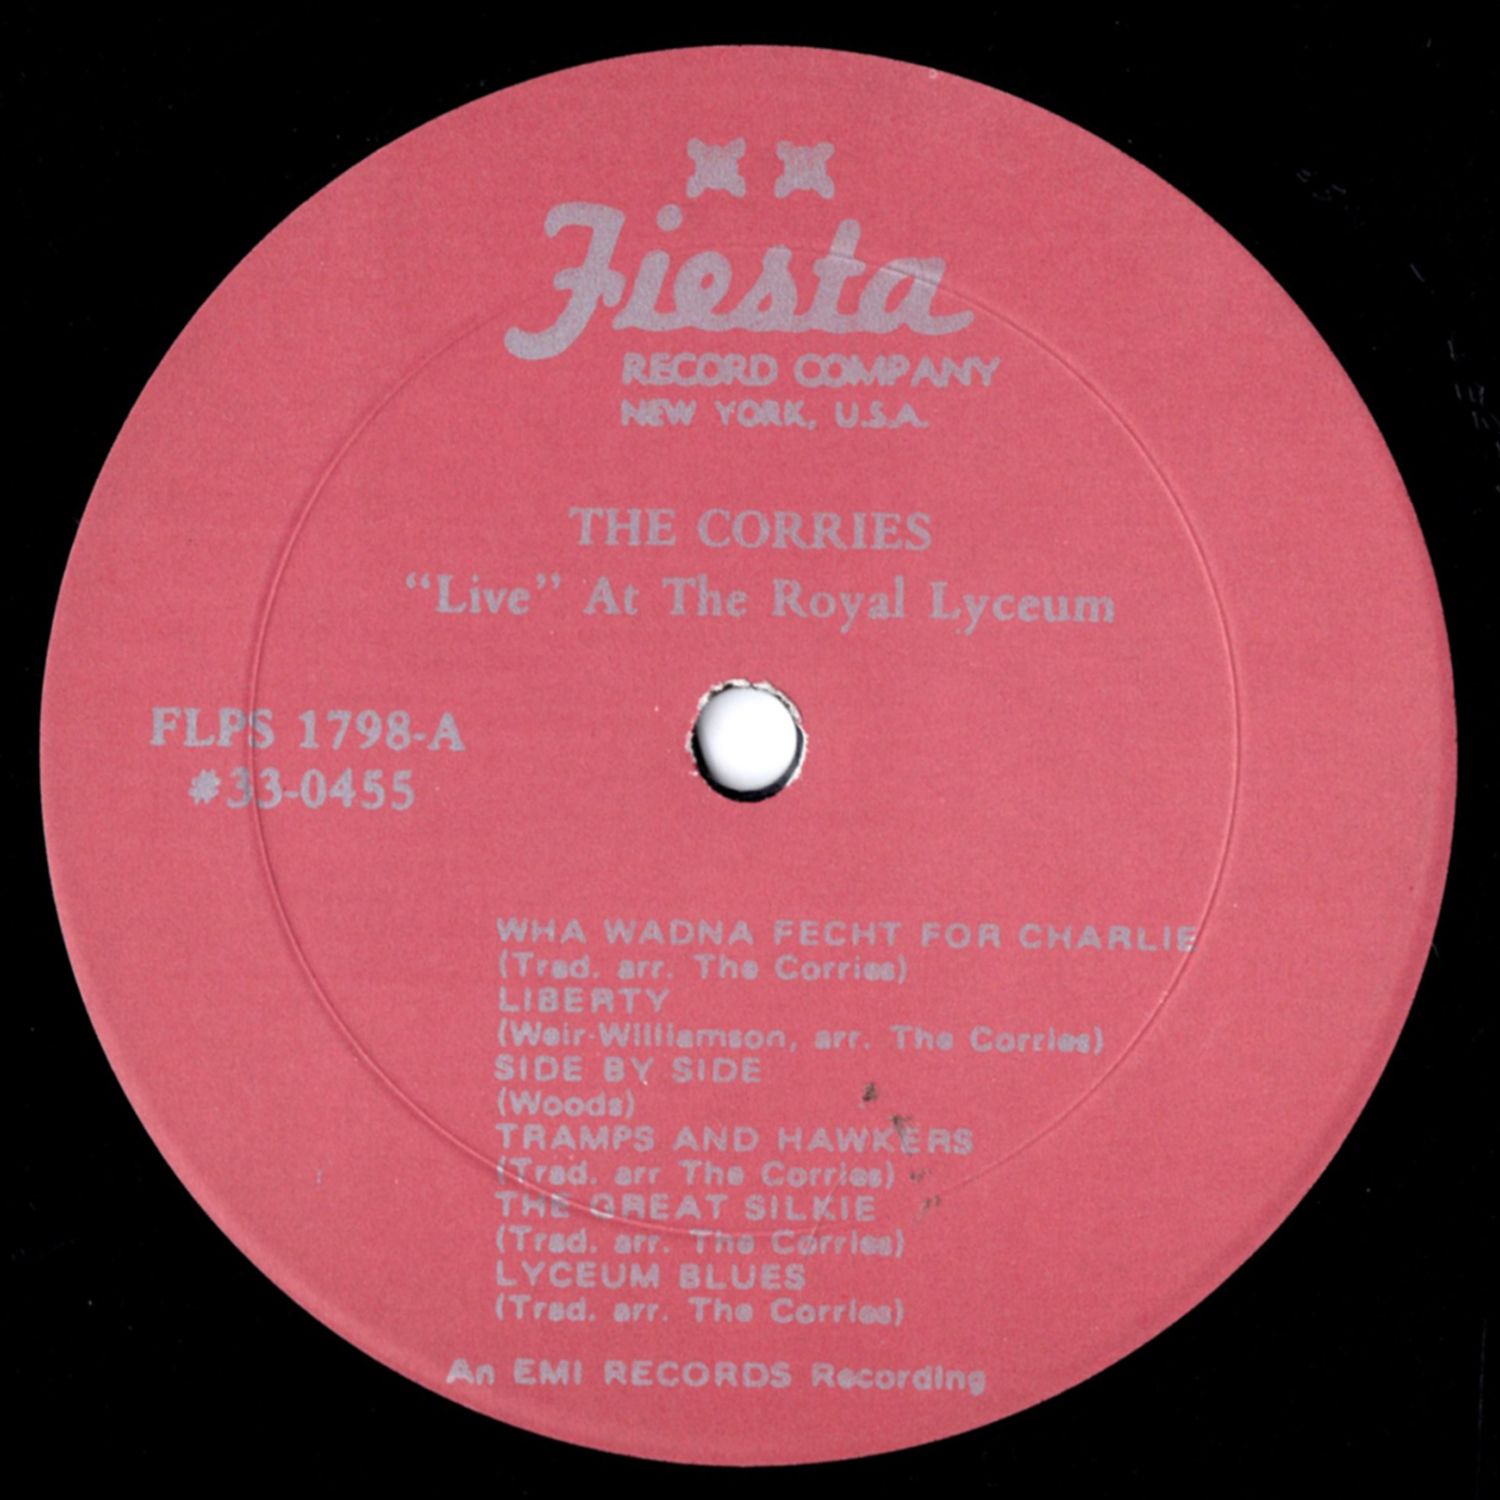 Fiesta
RECORD COMPANY
NEW YORK, U.S.A.
THE CORRIES
"Live" At The Royal Lyceum
FLPS 1798-A
#33-0455
WHA WADNA FECHT FOR CHARLIE
(Trad. arr. The Corries)
LIBERTY
(Weir-Williamson, arr. The Corries)
SIDE BY SIDE
(Woods)
TRAMPS AND HAWKERS
(Trad. arr The Corries)
THE GREAT SILKIE
(Trad. arr. The Corries)
LYCEUM BLUES
(Trad. arr. The Corries)
An EMI RECORDS Recording